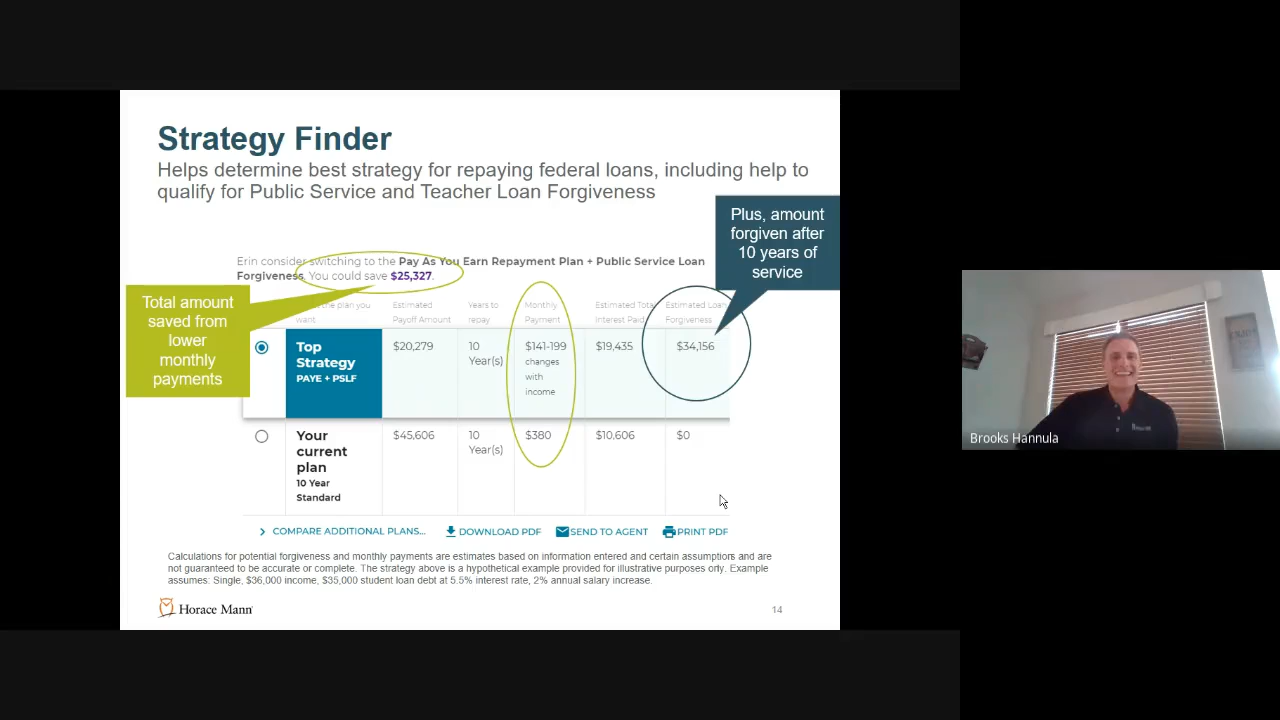 Strategy Finder
Helps determine best strategy for repaying federal loans, including help to
qualify for Public Service and Teacher Loan Forgiveness
Plus, amount
forgiven after
10 years of
service
Erin consider switching to the Pay As You Earn Repayment Plan + Public Service Loan
Forgiveness. You could save $25,327.
Total amount
saved from
lower
monthly
payments
the plan you
want
Estimated
Payoff Amount
Years to
repay
Monthly
Payment
Estimated Total
Interest Paid
Estimated Loan
Forgiveness
Top
Strategy
PAYE + PSLF
$20,279
10
Year(s)
$141-199
changes
with
income
$19,435
$34,156
Your
current
plan
10 Year
Standard
$45,606
10
Year(s)
$380
$10,606
$0
COMPARE ADDITIONAL PLANS... DOWNLOAD PDF SEND TO AGENT PRINT PDF
Calculations for potential forgiveness and monthly payments are estimates based on information entered and certain assumptions and are
not guaranteed to be accurate or complete. The strategy above is a hypothetical example provided for illustrative purposes only. Example
assumes: Single, $36,000 income, $35,000 student loan debt at 5.5% interest rate, 2% annual salary increase.
Horace Mann
14
Brooks Hannula